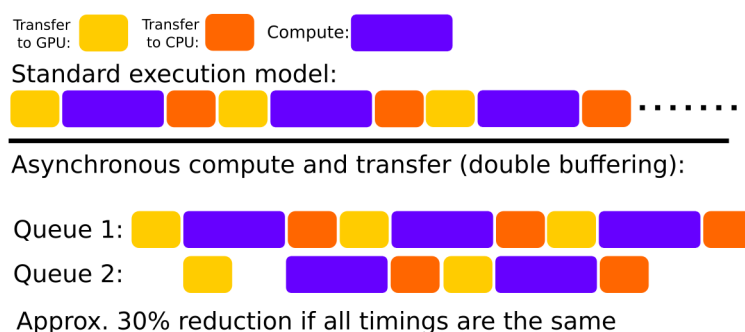 Transfer to GPU:
Transfer to CPU:
Compute:
Standard execution model:
Asynchronous compute and transfer (double buffering):
Queue 1:
Queue 2:
Approx. 30% reduction if all timings are the same